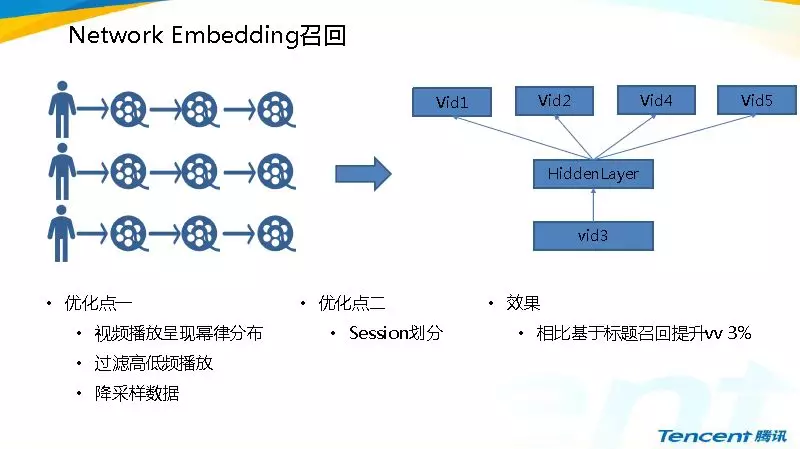 Network Embedding召回
Vid1
Vid2
Vid4
Vid5
HiddenLayer
vid3
• 优化点一
• 视频播放呈现幂律分布
• 过滤高低频播放
• 降采样数据
• 优化点二
• Session划分
• 效果
• 相比基于标题召回提升vv 3%
ent
Tencent 腾讯